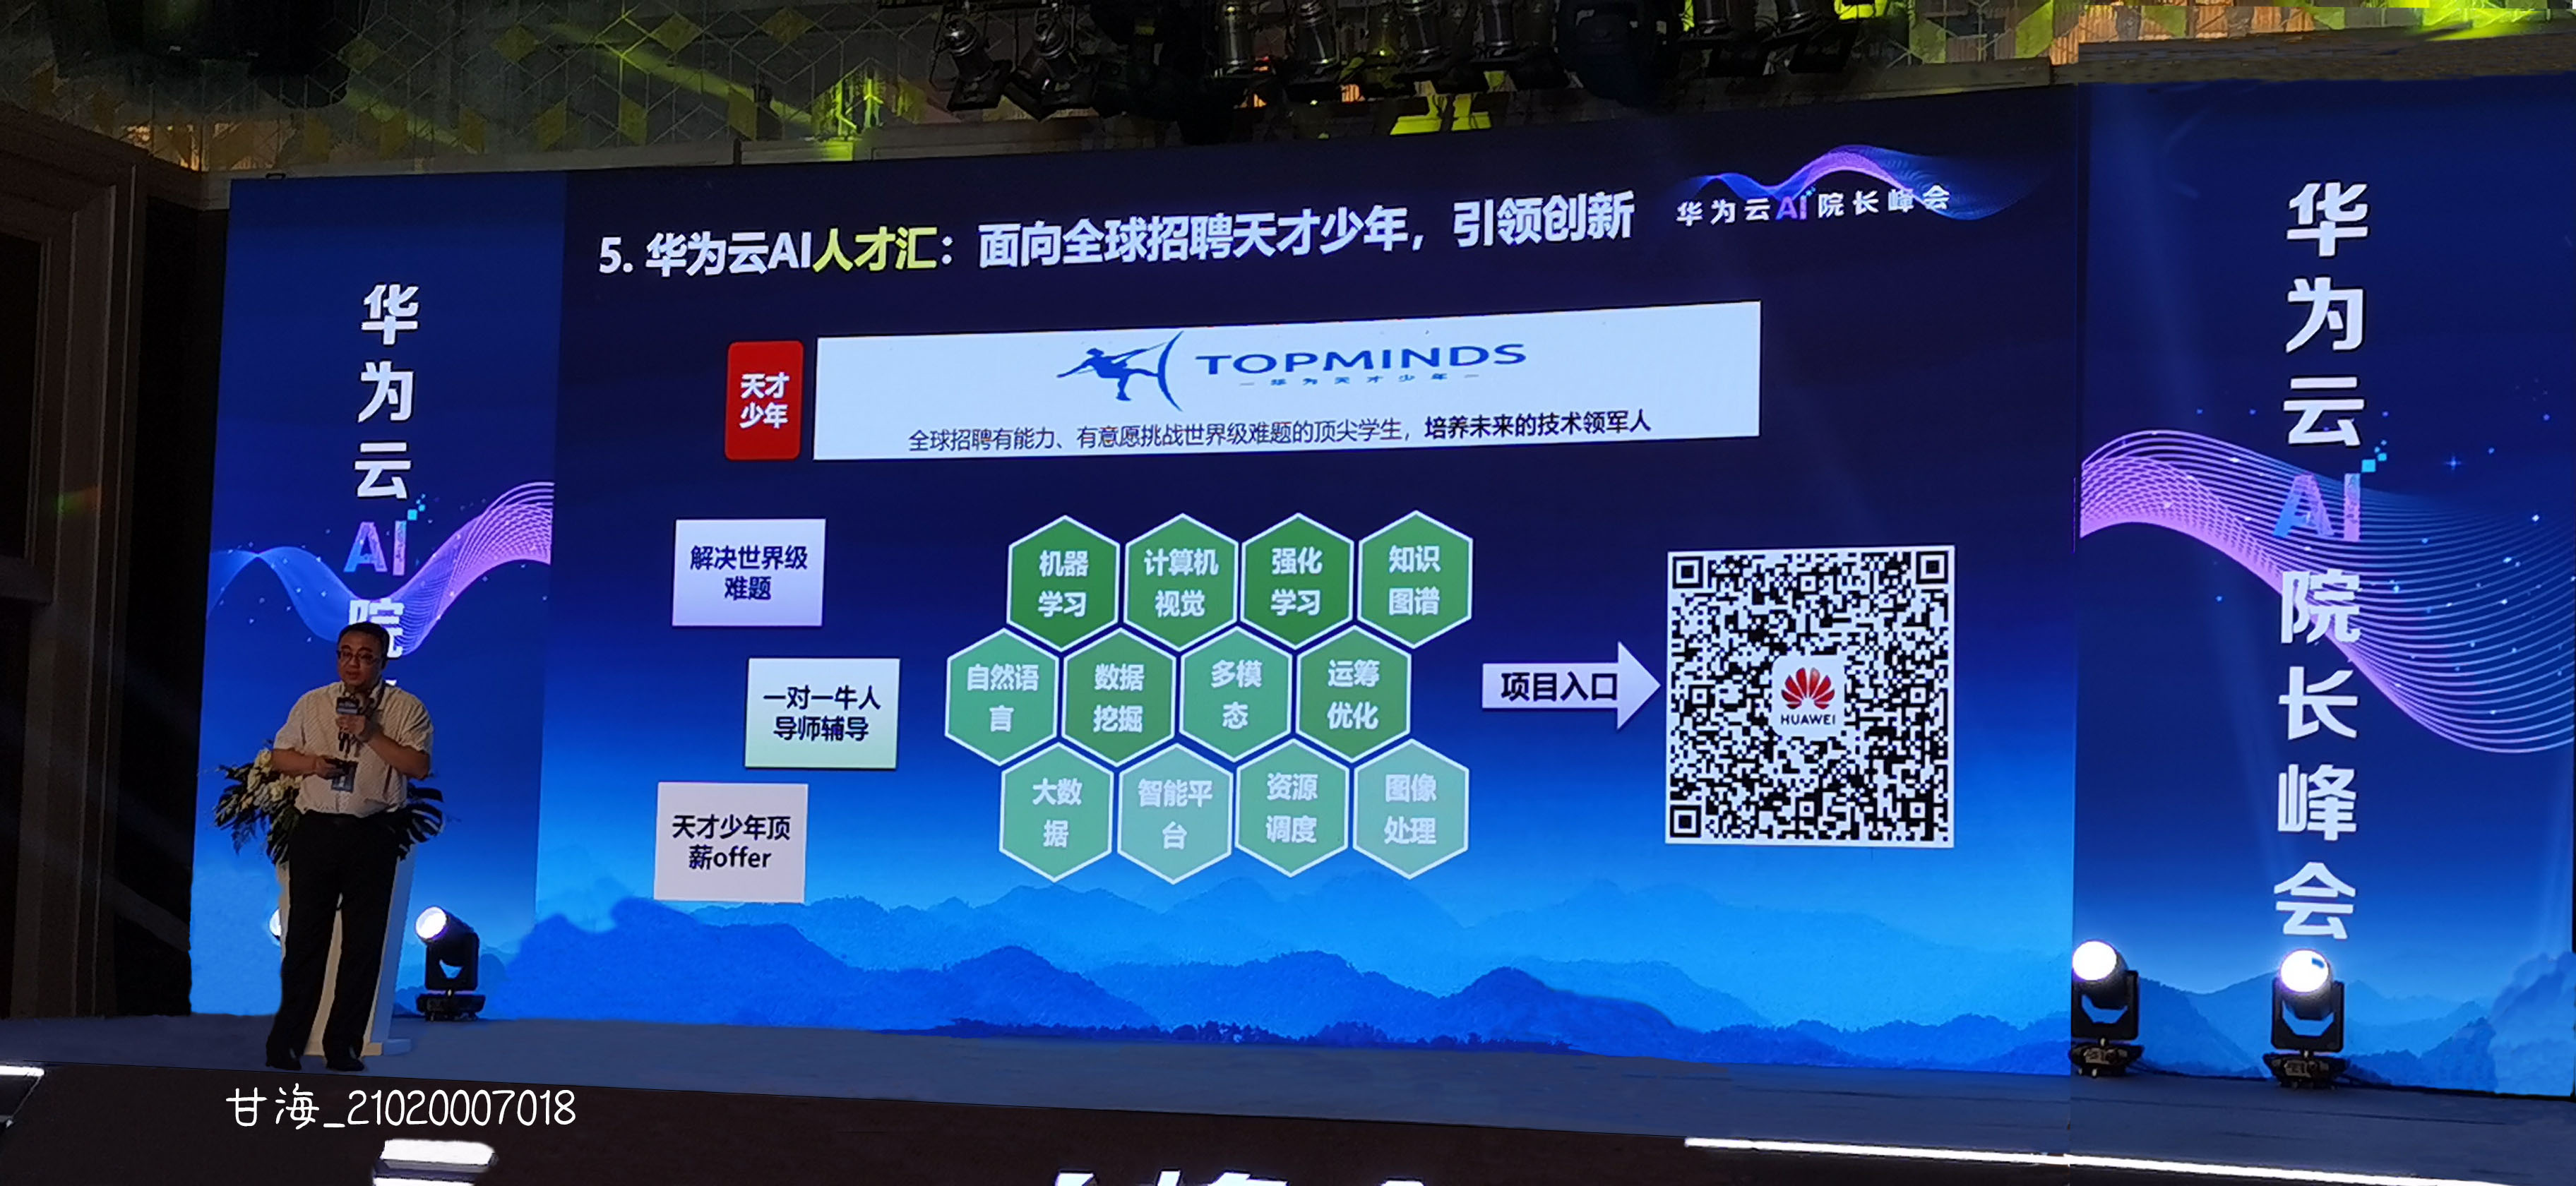 华为云AI院
5. 华为云AI人才汇：面向全球招聘天才少年，引领创新
华为云AI院长峰会
天才
少年
TOPMINDS
— 华为天才少年 —
全球招聘有能力、有意愿挑战世界级难题的顶尖学生，培养未来的技术领军人
解决世界级
难题
一对一牛人
导师辅导
天才少年顶
薪offer
机器
学习
计算机
视觉
强化
学习
知识
图谱
自然语
言
数据
挖掘
多模
态
运筹
优化
大数
据
智能平
台
资源
调度
图像
处理
项目入口
HUAWEI
华为云AI院长峰会
甘海_21020007018